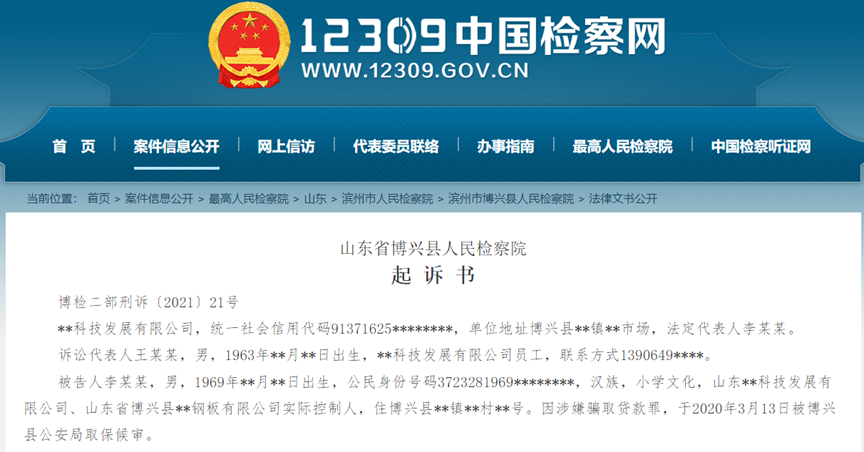 12309中国检察网
WWW.12309.GOV.CN
首 页 案件信息公开 网上信访 代表委员联络 办事指南 最高人民检察院 中国检察听证网
当前位置： 首页 > 案件信息公开 > 最高人民检察院 > 山东 > 滨州市人民检察院 > 滨州市博兴县人民检察院 > 法律文书公开
山东省博兴县人民检察院
起 诉 书
博检二部刑诉〔2021〕21号
**科技发展有限公司，统一社会信用代码91371625********，单位地址博兴县**镇**市场，法定代表人李某某。
诉讼代表人王某某，男，1963年**月**日出生，**科技发展有限公司员工，联系方式1390649****。
被告人李某某，男，1969年**月**日出生，公民身份号码3723281969********，汉族，小学文化，山东**科技发展有
限公司、山东省博兴县**钢板有限公司实际控制人，住博兴县**镇**村**号。因涉嫌骗取贷款罪，于2020年3月13日被博兴
县公安局取保候审。